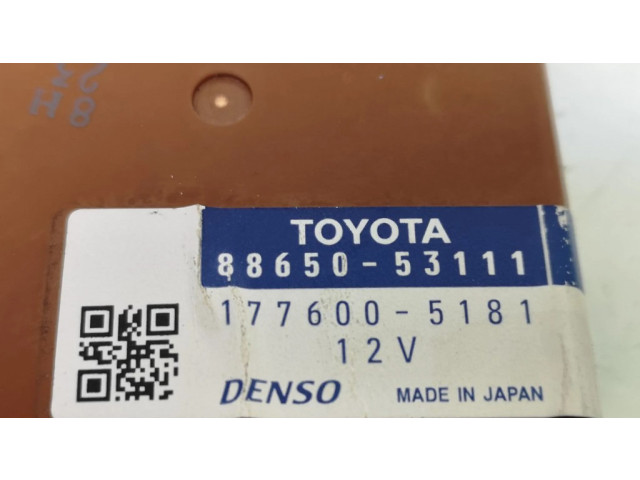 TOYOTA
88650-53111
177600-5181
12V
DENSO MADE IN JAPAN